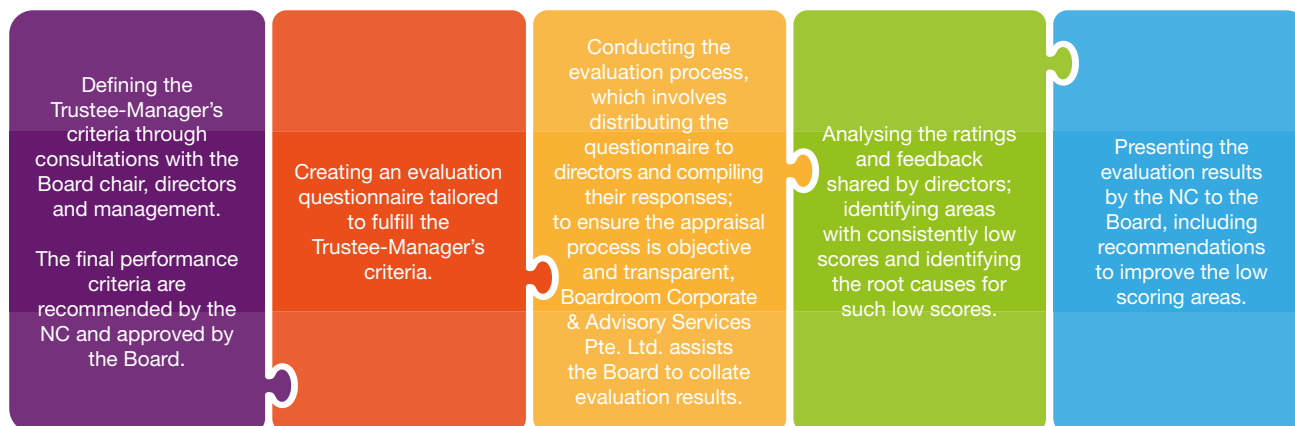 Defining the
Trustee-Manager's
criteria through
consultations with the
Board chair, directors
and management.
The final performance
criteria are
recommended by the
NC and approved by
the Board.
Creating an evaluation
questionnaire tailored
to fulfill the
Trustee-Manager's
criteria.
Conducting the
evaluation process,
which involves
distributing the
questionnaire to
directors and compiling
their responses;
to ensure the appraisal
process is objective
and transparent,
Boardroom Corporate
& Advisory Services
Pte. Ltd. assists
the Board to collate
evaluation results.
Analysing the ratings
and feedback
shared by directors;
identifying areas
with consistently low
scores and identifying
the root causes for
such low scores.
Presenting the
evaluation results
by the NC to the
Board, including
recommendations
to improve the low
scoring areas.